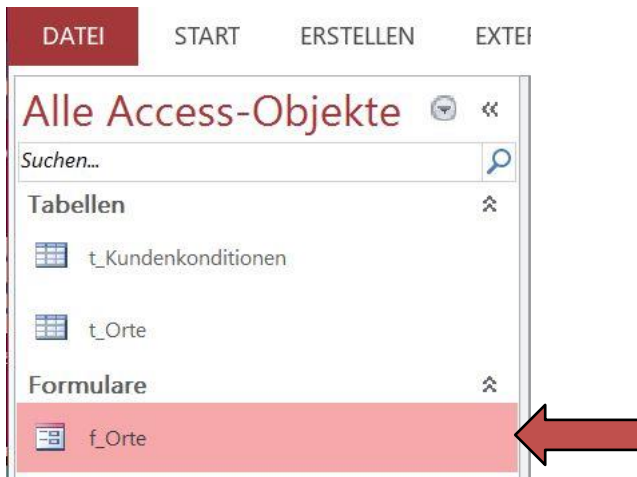 DATEI START ERSTELLEN
Alle Access-Objekte
Suchen...
Tabellen
t_Kundenkonditionen
t_Orte
Formulare
f_Orte